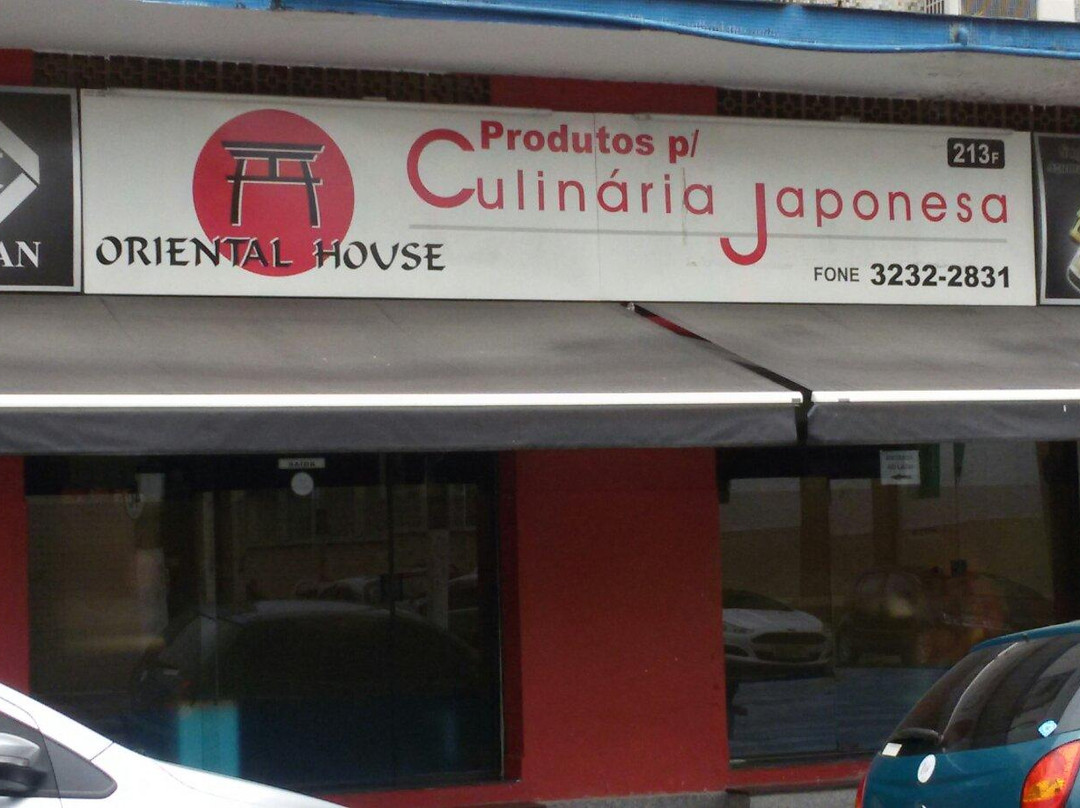 ORIENTAL HOUSE
Produtos p/
Culinária Japonesa
213F
FONE 3232-2831
AN
SAÍDA